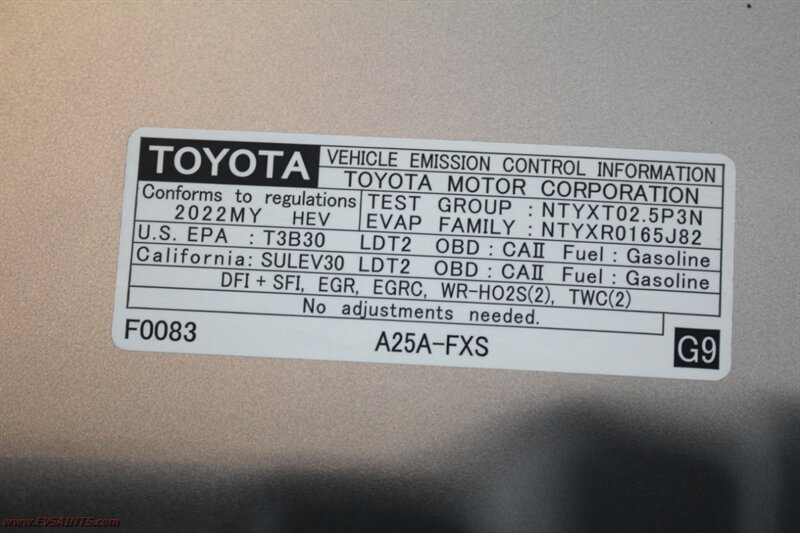 TOYOTA
VEHICLE EMISSION CONTROL INFORMATION
TOYOTA MOTOR CORPORATION
Conforms to regulations
2022MY HEV
TEST GROUP : NTYXT02.5P3N
EVAP FAMILY : NTYXR0165J82
U.S. EPA : T3B30 LDT2 OBD : CAII Fuel : Gasoline
California: SULEV30 LDT2 OBD : CAII Fuel : Gasoline
DFI + SFI, EGR, EGRC, WR-HO2S(2), TWC(2)
No adjustments needed.
F0083
A25A-FXS
G9
www.EVSAINTS.com